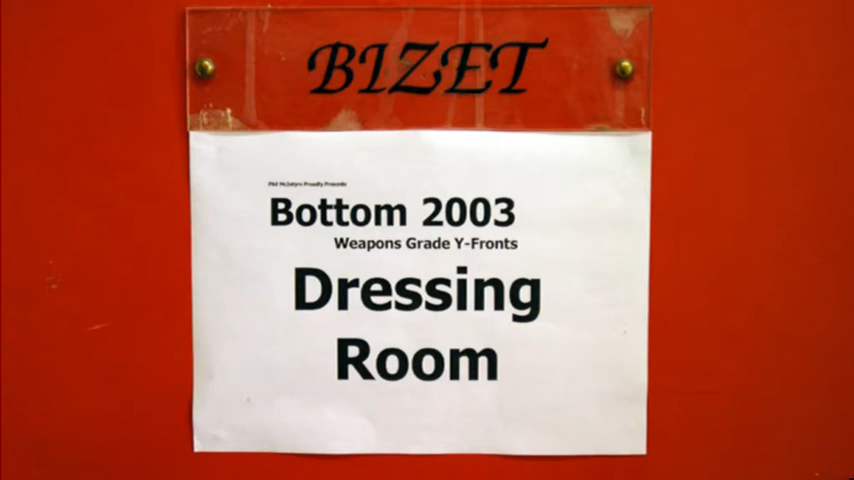 BIZET
Phil McIntyre Proudly Presents
Bottom 2003
Weapons Grade Y-Fronts
Dressing
Room